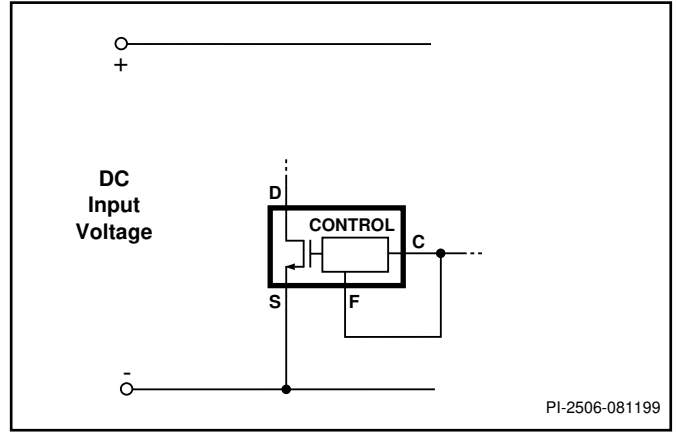 +
DC
Input
Voltage
D
CONTROL
C
S
F
-
PI-2506-081199